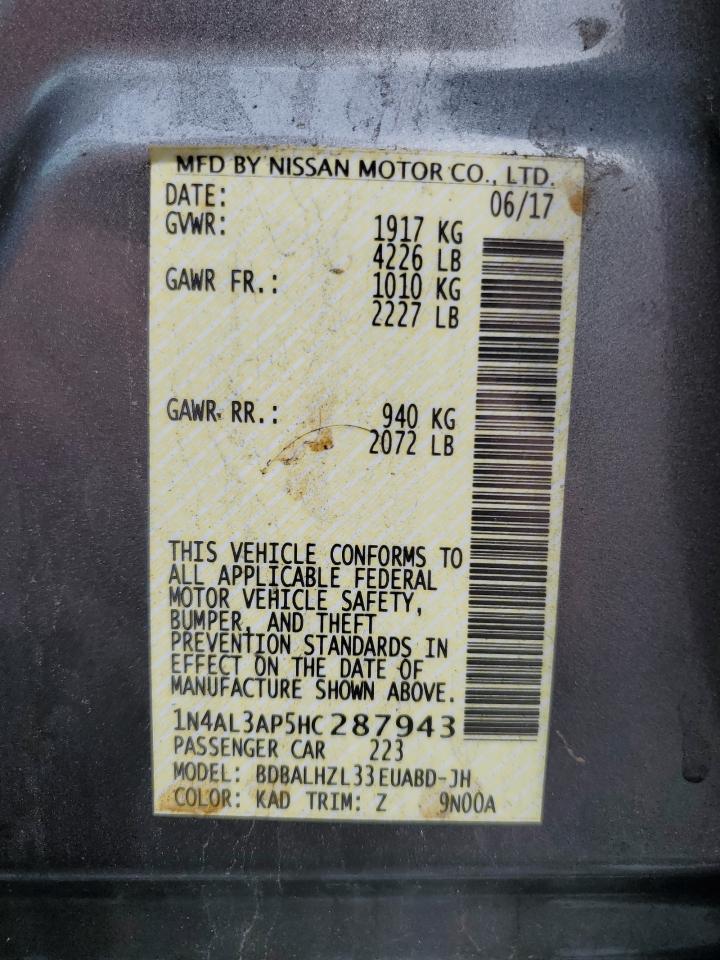 MFD BY NISSAN MOTOR CO., LTD.
DATE: 06/17
GVWR: 1917 KG
4226 LB
GAWR FR.: 1010 KG
2227 LB
GAWR RR.: 940 KG
2072 LB
THIS VEHICLE CONFORMS TO
ALL APPLICABLE FEDERAL
MOTOR VEHICLE SAFETY,
BUMPER, AND THEFT
PREVENTION STANDARDS IN
EFFECT ON THE DATE OF
MANUFACTURE SHOWN ABOVE.
1N4AL3AP5HC287943
PASSENGER CAR 223
MODEL: BDBALHZL33EUABD-JH
COLOR: KAD TRIM: Z 9N00A